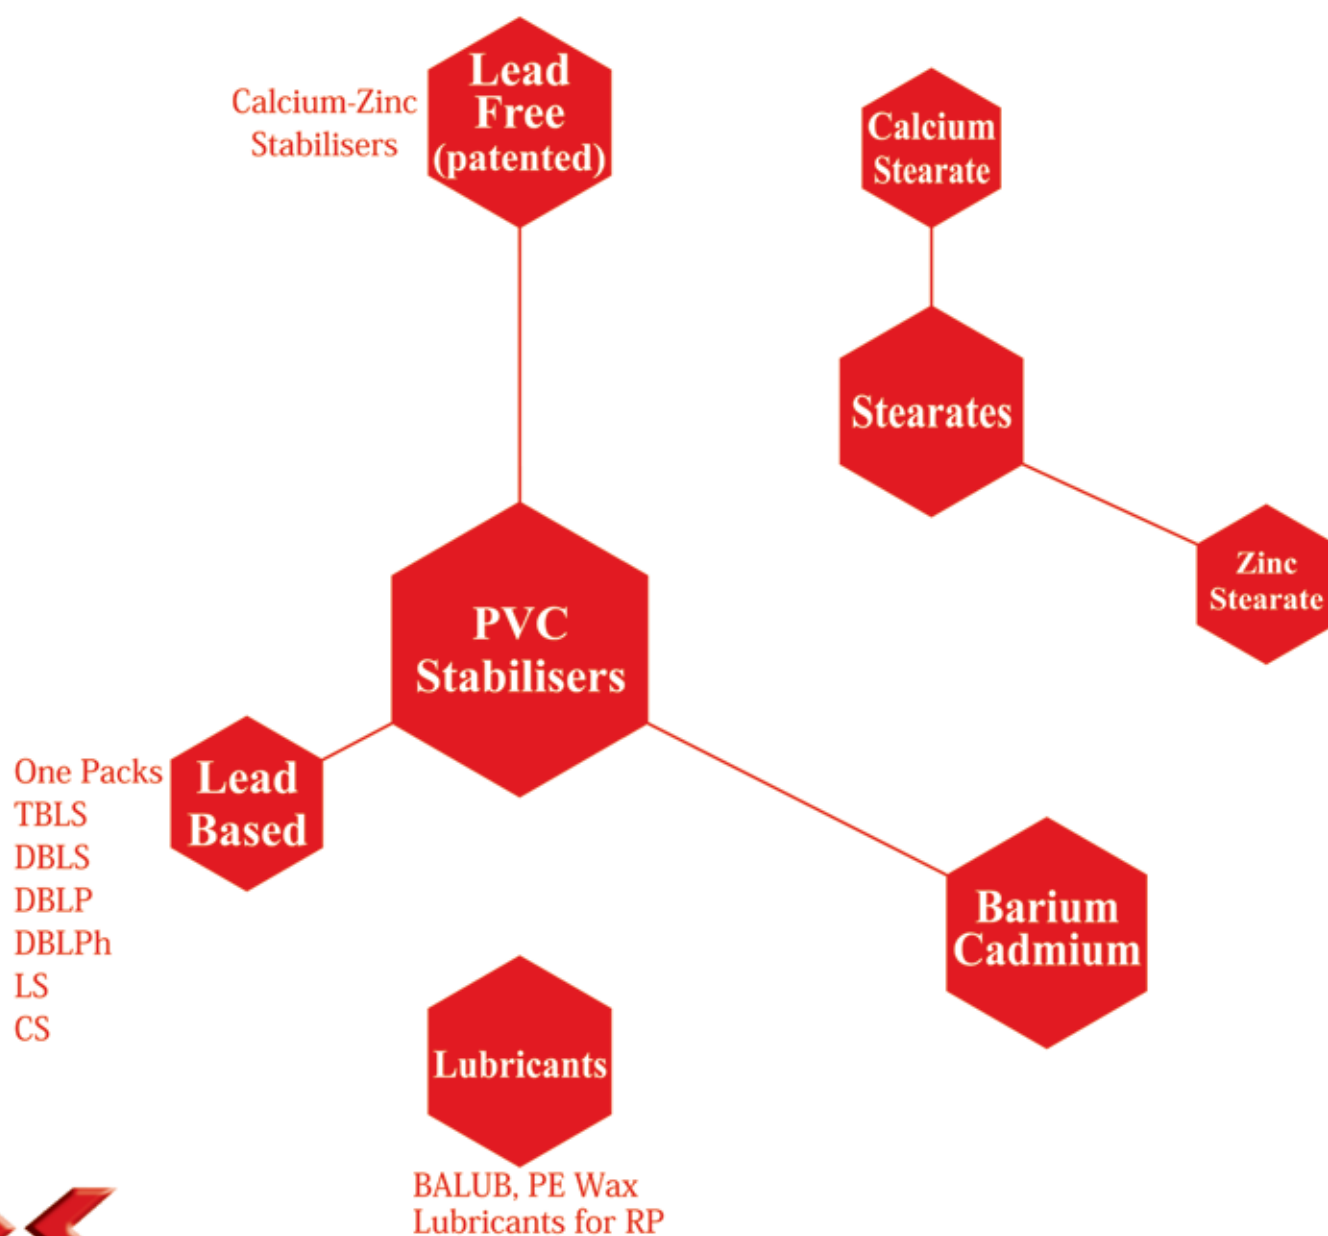 Lead
Free
(patented)
Calcium-Zinc
Stabilisers
Calcium
Stearate
Stearates
Zinc
Stearate
PVC
Stabilisers
Lead
Based
One Packs
TBLS
DBLS
DBLP
DBLPh
LS
CS
Barium
Cadmium
Lubricants
BALUB, PE Wax
Lubricants for RP